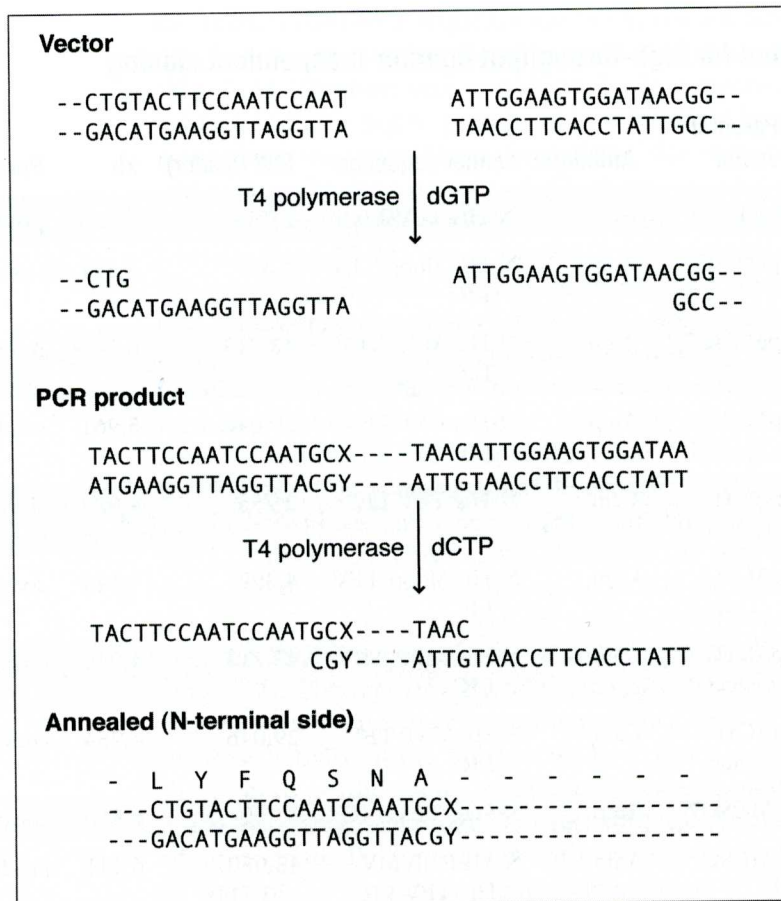 Vector
--CTGTACTTCCAATCCAAT ATTGGAAGTGGATAACGG--
--GACATGAAGGTTAGGTTA TAACCTTCACCTATTGCC--
T4 polymerase dGTP
--CTG ATTGGAAGTGGATAACGG--
--GACATGAAGGTTAGGTTA GCC--
PCR product
TACTTCCAATCCAATGCX----TAACATTGGAAGTGGATAA
ATGAAGGTTAGGTTACGY----ATTGTAACCTTCACCTATT
T4 polymerase dCTP
TACTTCCAATCCAATGCX----TAAC
CGY----ATTGTAACCTTCACCTATT
Annealed (N-terminal side)
- L Y F Q S N A - - - - - -
---CTGTACTTCCAATCCAATGCX----------------
---GACATGAAGGTTAGGTTACGY----------------